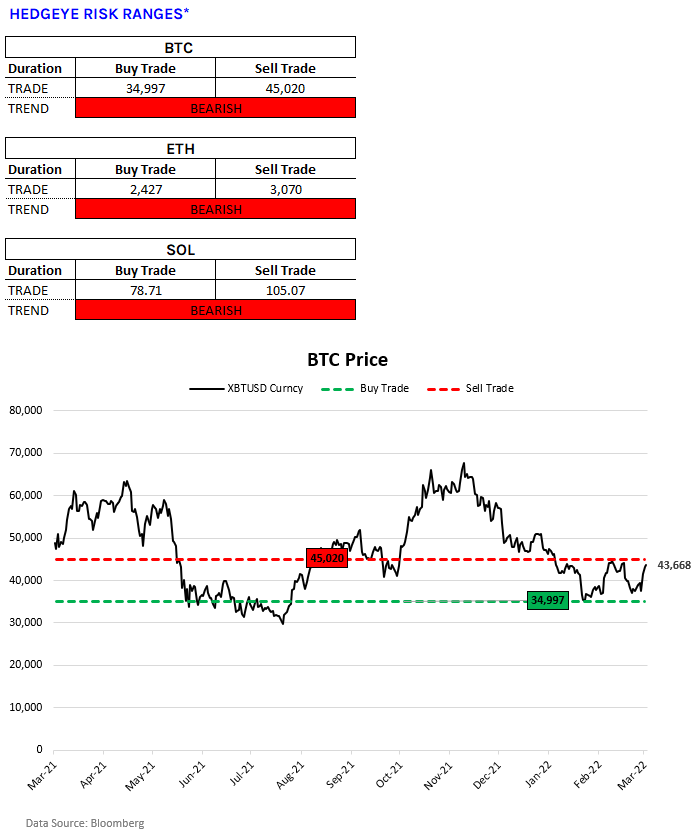 HEDGEYE RISK RANGES*
BTC
Duration Buy Trade Sell Trade
TRADE 34,997 45,020
TREND BEARISH
ETH
Duration Buy Trade Sell Trade
TRADE 2,427 3,070
TREND BEARISH
SOL
Duration Buy Trade Sell Trade
TRADE 78.71 105.07
TREND BEARISH
BTC Price
XBTUSD Curncy Buy Trade Sell Trade
80,000
70,000
60,000
50,000
45,020
43,668
40,000
34,997
30,000
20,000
10,000
0
Mar-21 Apr-21 May-21 Jun-21 Jul-21 Aug-21 Sep-21 Oct-21 Nov-21 Dec-21 Jan-22 Feb-22 Mar-22
Data Source: Bloomberg